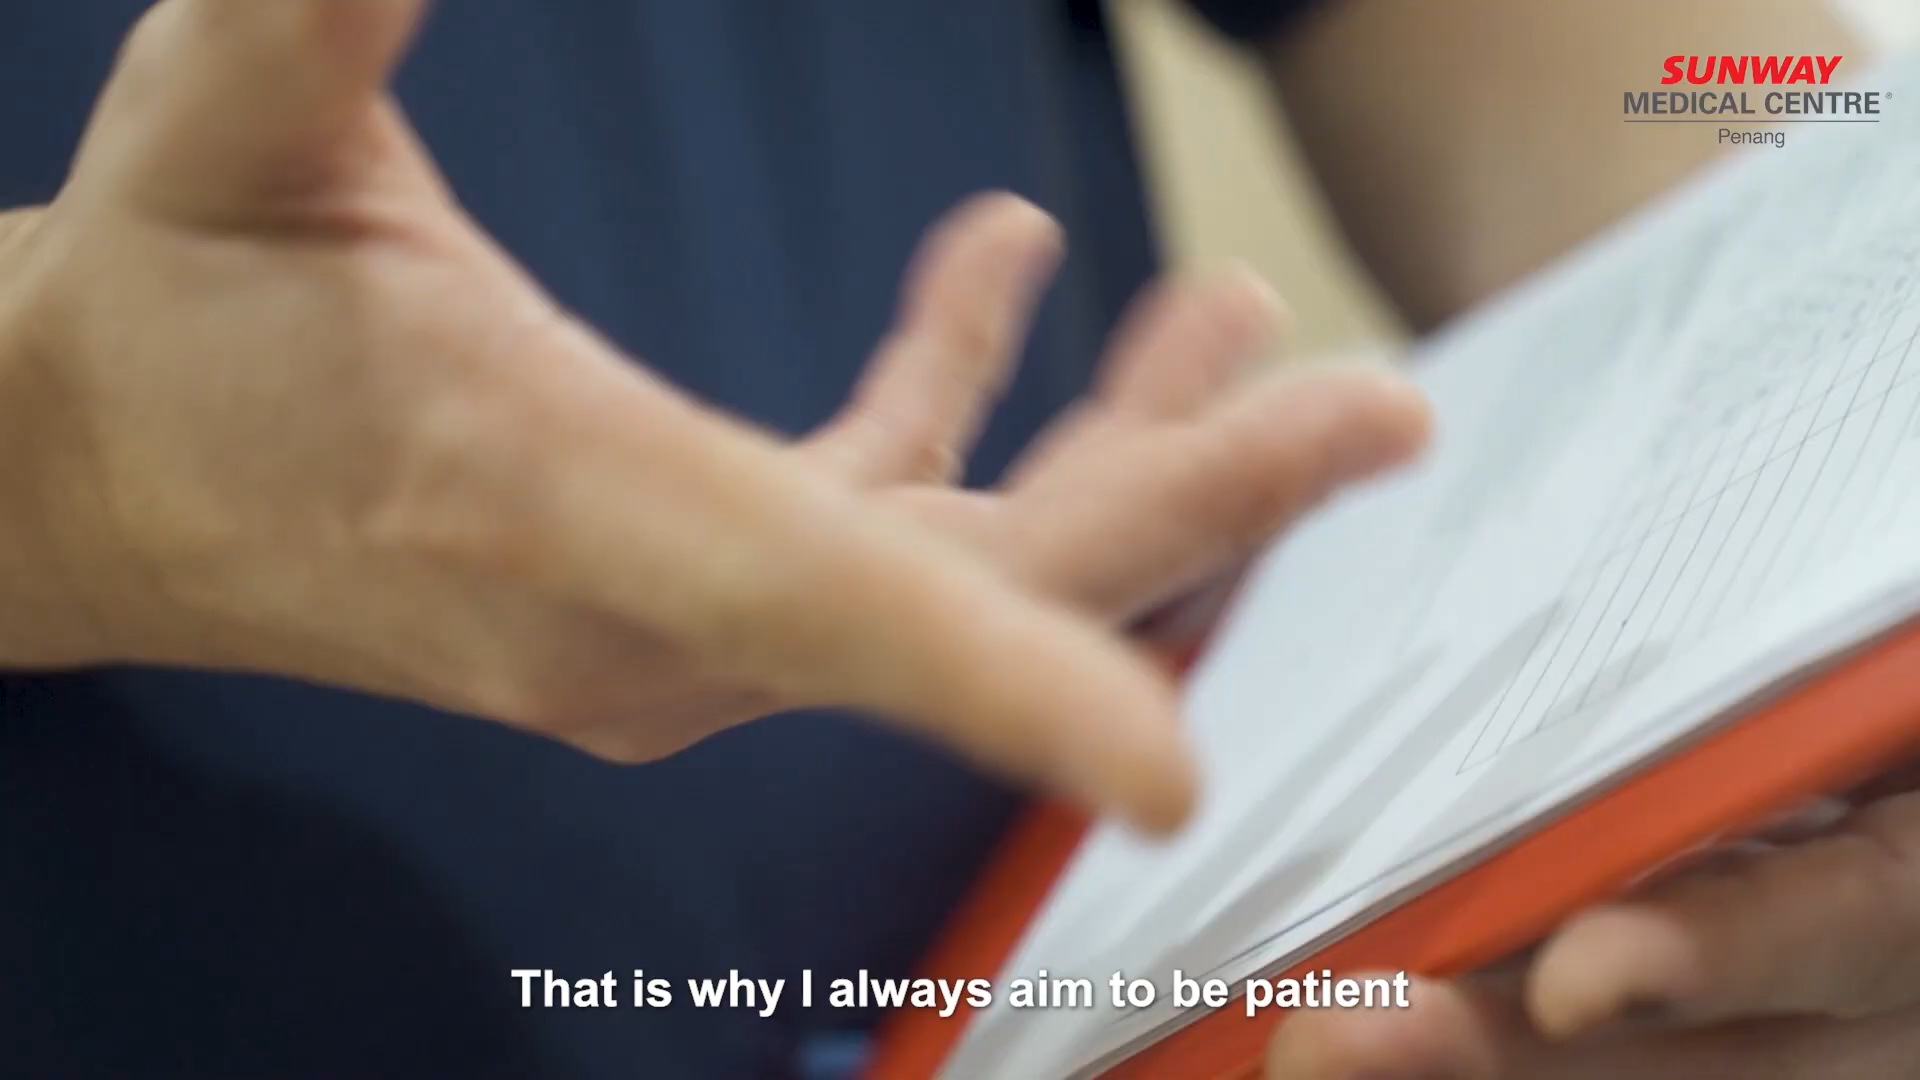 SUNWAY
MEDICAL CENTRE®
Penang
That is why I always aim to be patient